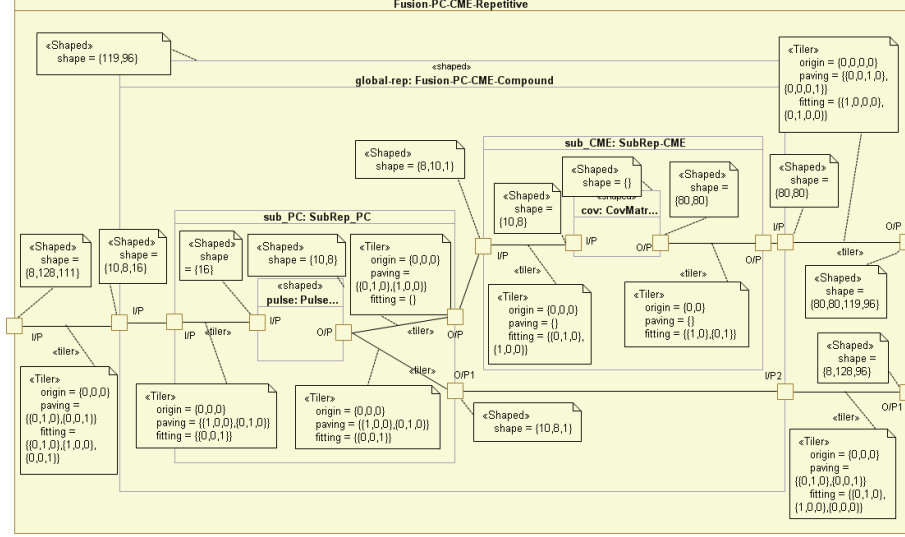 Fusion-PC-CME-Repetitive
«Shaped»
shape = {119,96}
«shaped»
global-rep: Fusion-PC-CME-Compound
«Tiler»
origin = {0,0,0,0}
paving = {{0,0,1,0},
{0,0,0,1}}
fitting = {{1,0,0,0},
{0,1,0,0}}
«Shaped»
shape = {8,10,1}
sub_CME: SubRep-CME
«Shaped»
shape =
{10,8}
«Shaped»
shape = {}
«shaped»
cov: CovMatr...
«Shaped»
shape =
{80,80}
«Shaped»
shape =
{80,80}
I/P
O/P
I/P
O/P
I/P
O/P
«tiler»
«tiler»
«tiler»
«Tiler»
origin = {0,0,0}
paving = {}
fitting = {{0,1,0},
{1,0,0}}
«Tiler»
origin = {0,0}
paving = {}
fitting = {{1,0},{0,1}}
«Shaped»
shape =
{80,80,119,96}
sub_PC: SubRep_PC
«Shaped»
shape =
{8,128,111}
«Shaped»
shape =
{10,8,16}
«Shaped»
shape
= {16}
«Shaped»
shape = {10,8}
«shaped»
pulse: Pulse...
«Tiler»
origin = {0,0,0}
paving =
{{0,1,0},{1,0,0}}
fitting = {}
I/P
I/P
I/P
I/P
O/P
O/P
«tiler»
«tiler»
«tiler»
«tiler»
O/P1
I/P2
«Shaped»
shape =
{8,128,96}
O/P1
«tiler»
«Tiler»
origin = {0,0,0}
paving =
{{0,1,0},{0,0,1}}
fitting =
{{0,1,0},{1,0,0},
{0,0,1}}
«Tiler»
origin = {0,0,0}
paving = {{1,0,0},{0,1,0}}
fitting = {{0,0,1}}
«Tiler»
origin = {0,0,0}
paving = {{1,0,0},{0,1,0}}
fitting = {{0,0,1}}
«Shaped»
shape = {10,8,1}
«Tiler»
origin = {0,0,0}
paving =
{{0,1,0},{0,0,1}}
fitting = {{0,1,0},
{1,0,0},{0,0,0}}